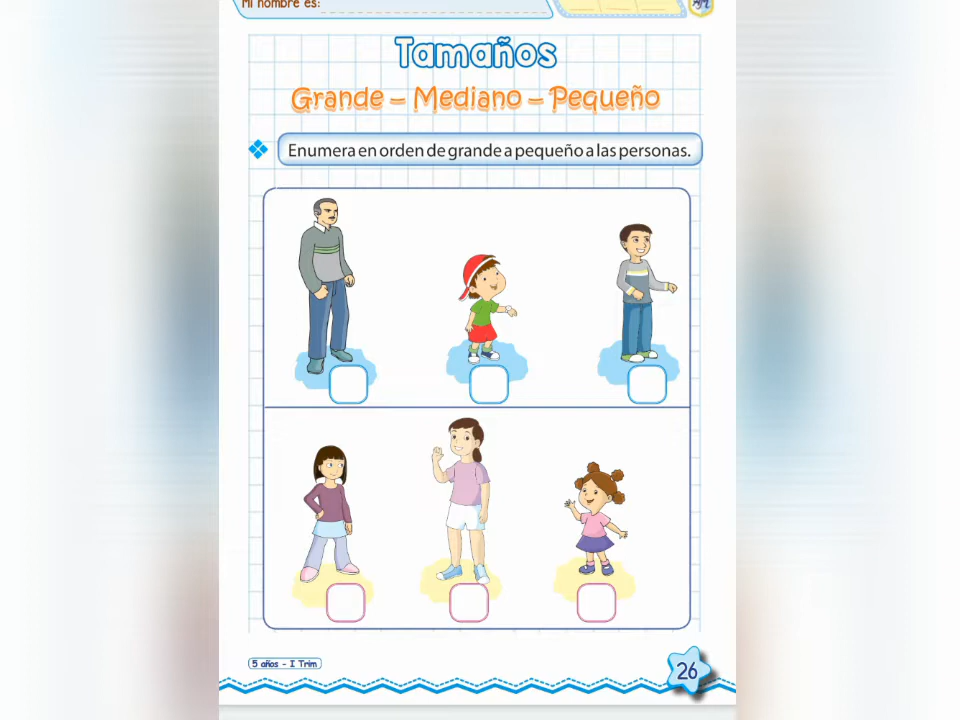 Mi nombre es:
Tamaños
Grande – Mediano – Pequeño
Enumera en orden de grande a pequeño a las personas.
5 años - I Trim
26